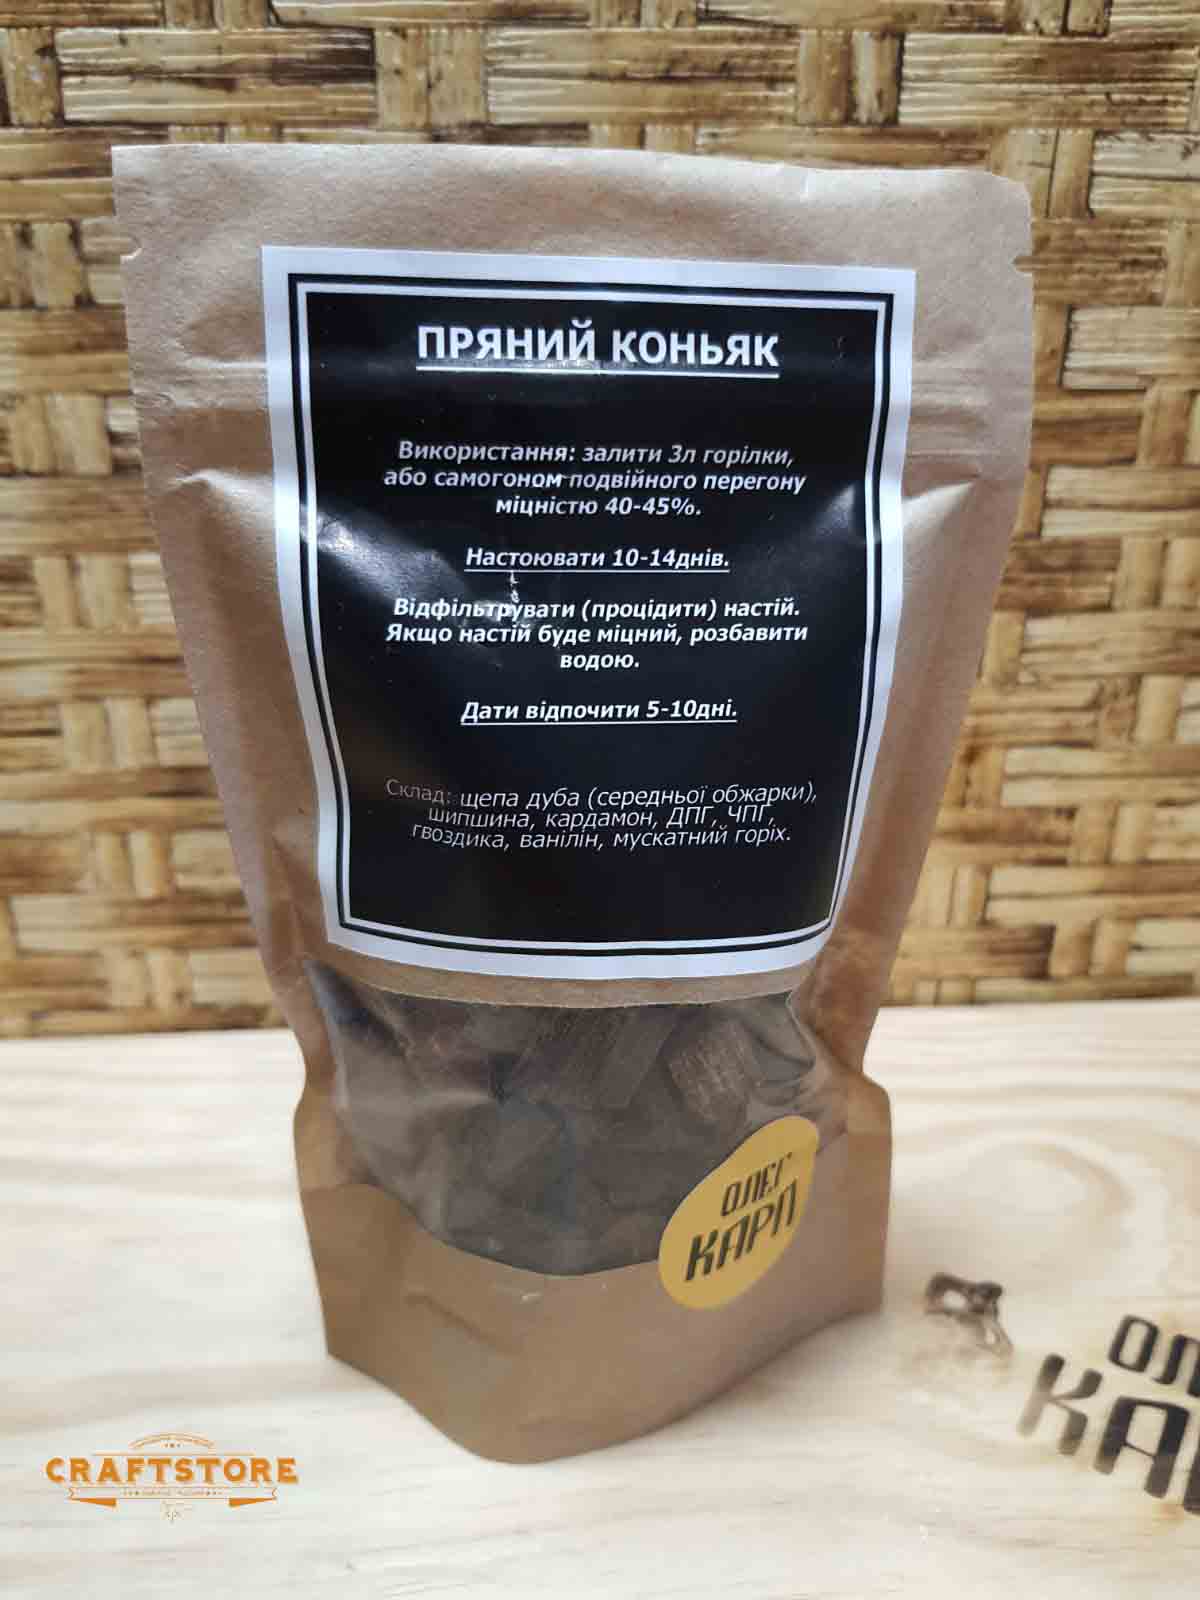 ПРЯНИЙ КОНЬЯК
Використання: залити 3л горілки,
або самогоном подвійного перегону
міцністю 40-45%.
Настоювати 10-14днів.
Відфільтрувати (процідити) настій.
Якщо настій буде міцний, розбавити
водою.
Дати відпочити 5-10дні.
Склад: щепа дуба (середньої обжарки),
шипшина, кардамон, ДПГ, ЧПГ,
гвоздика, ванілін, мускатний горіх.
ОЛЕГ
КАРП
ОЛ
КА
CRAFTSTORE